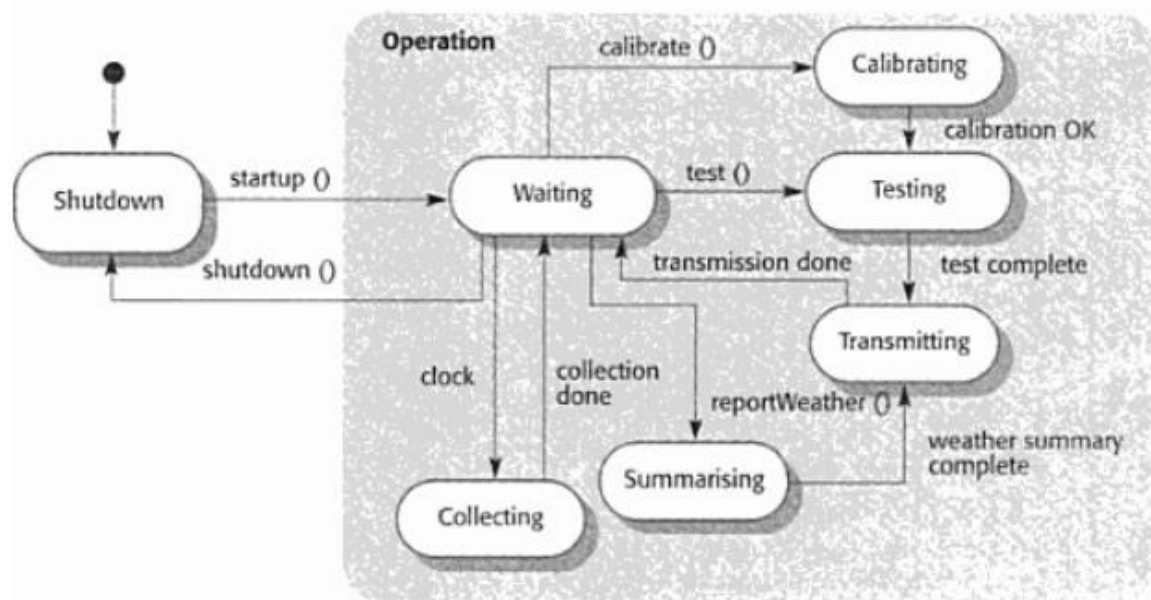 Operation
calibrate ()
Calibrating
calibration OK
Shutdown
startup ()
Waiting
test ()
Testing
shutdown ()
transmission done
test complete
Transmitting
clock
collection
done
reportWeather ()
weather summary
complete
Summarising
Collecting